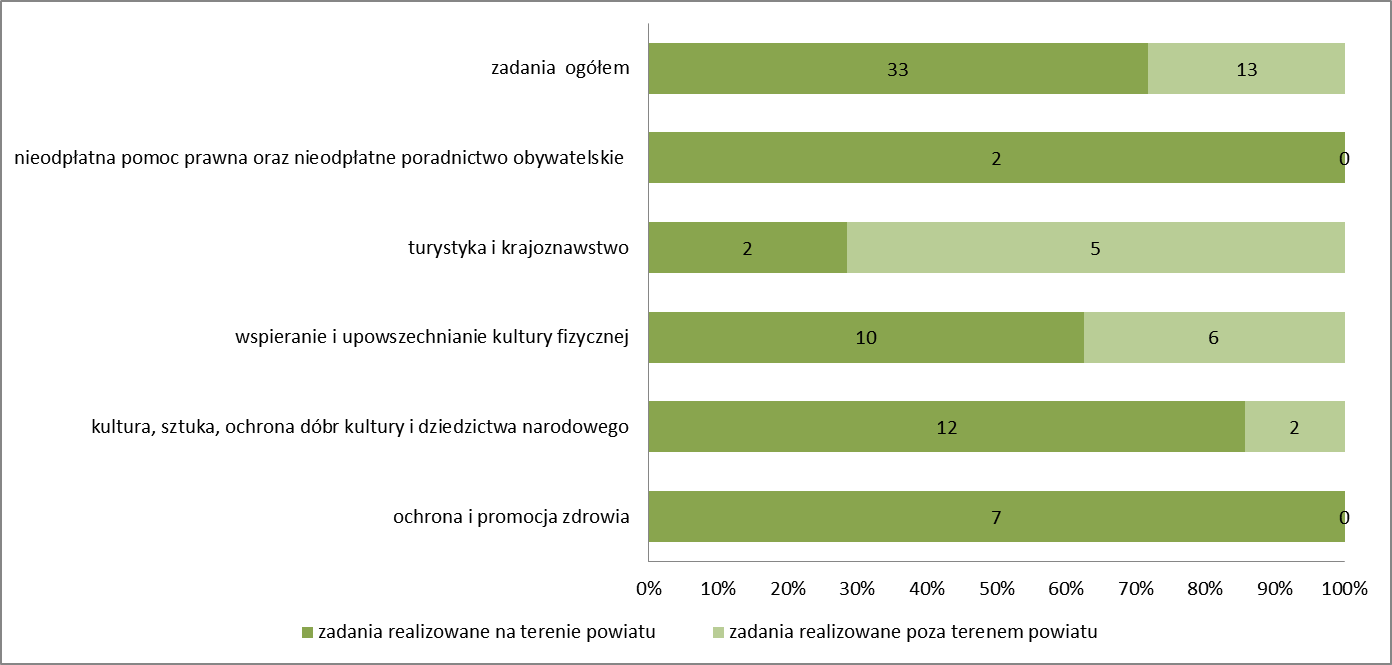 zadania  ogółem 33 13
nieodpłatna pomoc prawna oraz nieodpłatne poradnictwo obywatelskie 2 0
turystyka i krajoznawstwo 2 5
wspieranie i upowszechnianie kultury fizycznej 10 6
kultura, sztuka, ochrona dóbr kultury i dziedzictwa narodowego 12 2
ochrona i promocja zdrowia 7 0
0% 10% 20% 30% 40% 50% 60% 70% 80% 90% 100%
zadania realizowane na terenie powiatu zadania realizowane poza terenem powiatu